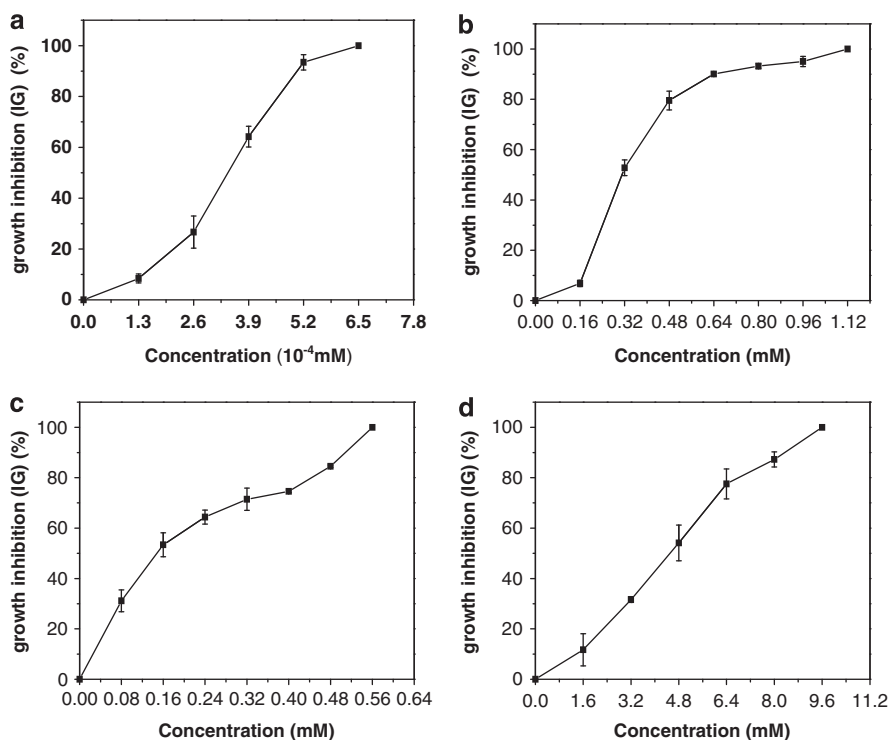 a
growth inhibition (IG) (%)
100
80
60
40
20
0
0.0 1.3 2.6 3.9 5.2 6.5 7.8
Concentration (10-4mM)
b
growth inhibition (IG) (%)
100
80
60
40
20
0
0.00 0.16 0.32 0.48 0.64 0.80 0.96 1.12
Concentration (mM)
c
growth inhibition (IG) (%)
100
80
60
40
20
0
0.00 0.08 0.16 0.24 0.32 0.40 0.48 0.56 0.64
Concentration (mM)
d
growth inhibition (IG) (%)
100
80
60
40
20
0
0.0 1.6 3.2 4.8 6.4 8.0 9.6 11.2
Concentration (mM)